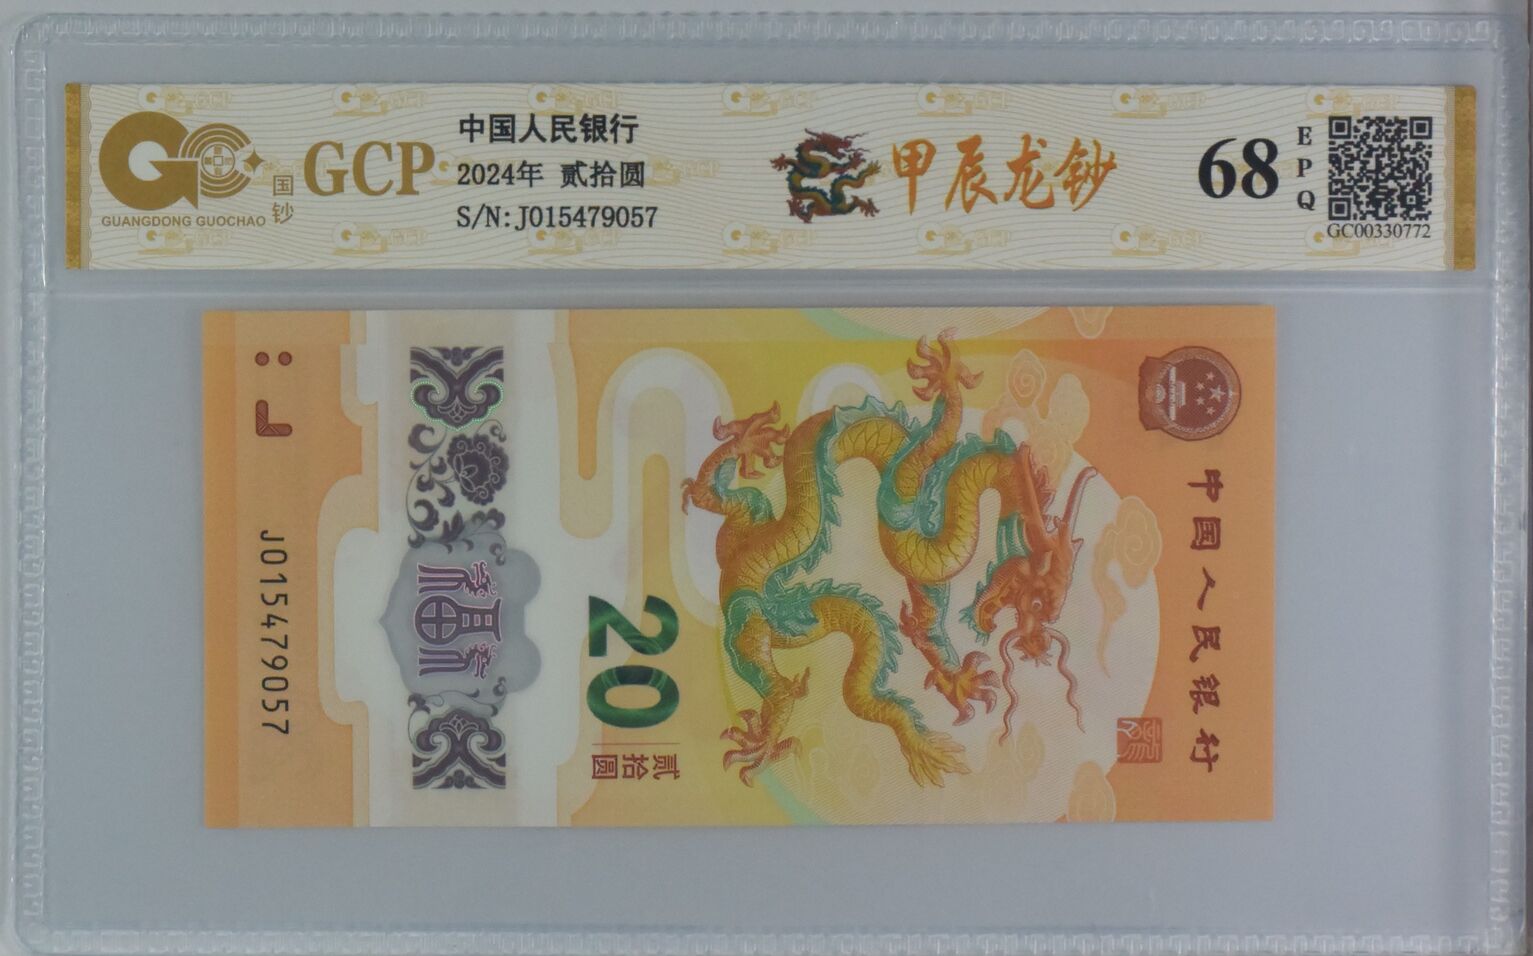 GUANGDONG GUOCHAO
国钞
GCP
中国人民银行
2024年 贰拾圆
S/N:J015479057
甲辰龙钞
68
EPQ
GC00330772
J015479057
福
20
贰拾圆
中国人民银行